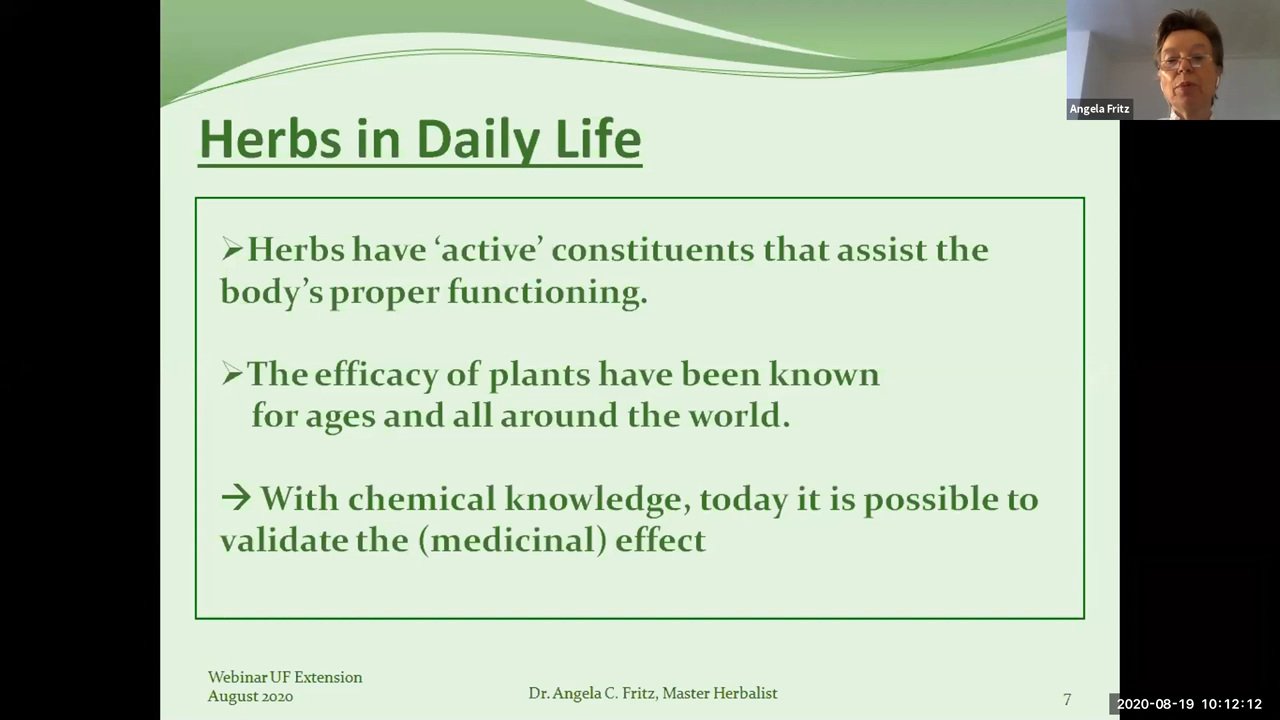 Angela Fritz
Herbs in Daily Life
➢Herbs have ‘active’ constituents that assist the
body’s proper functioning.
➢The efficacy of plants have been known
for ages and all around the world.
→ With chemical knowledge, today it is possible to
validate the (medicinal) effect
Webinar UF Extension
August 2020
Dr. Angela C. Fritz, Master Herbalist
7
2020-08-19 10:12:12